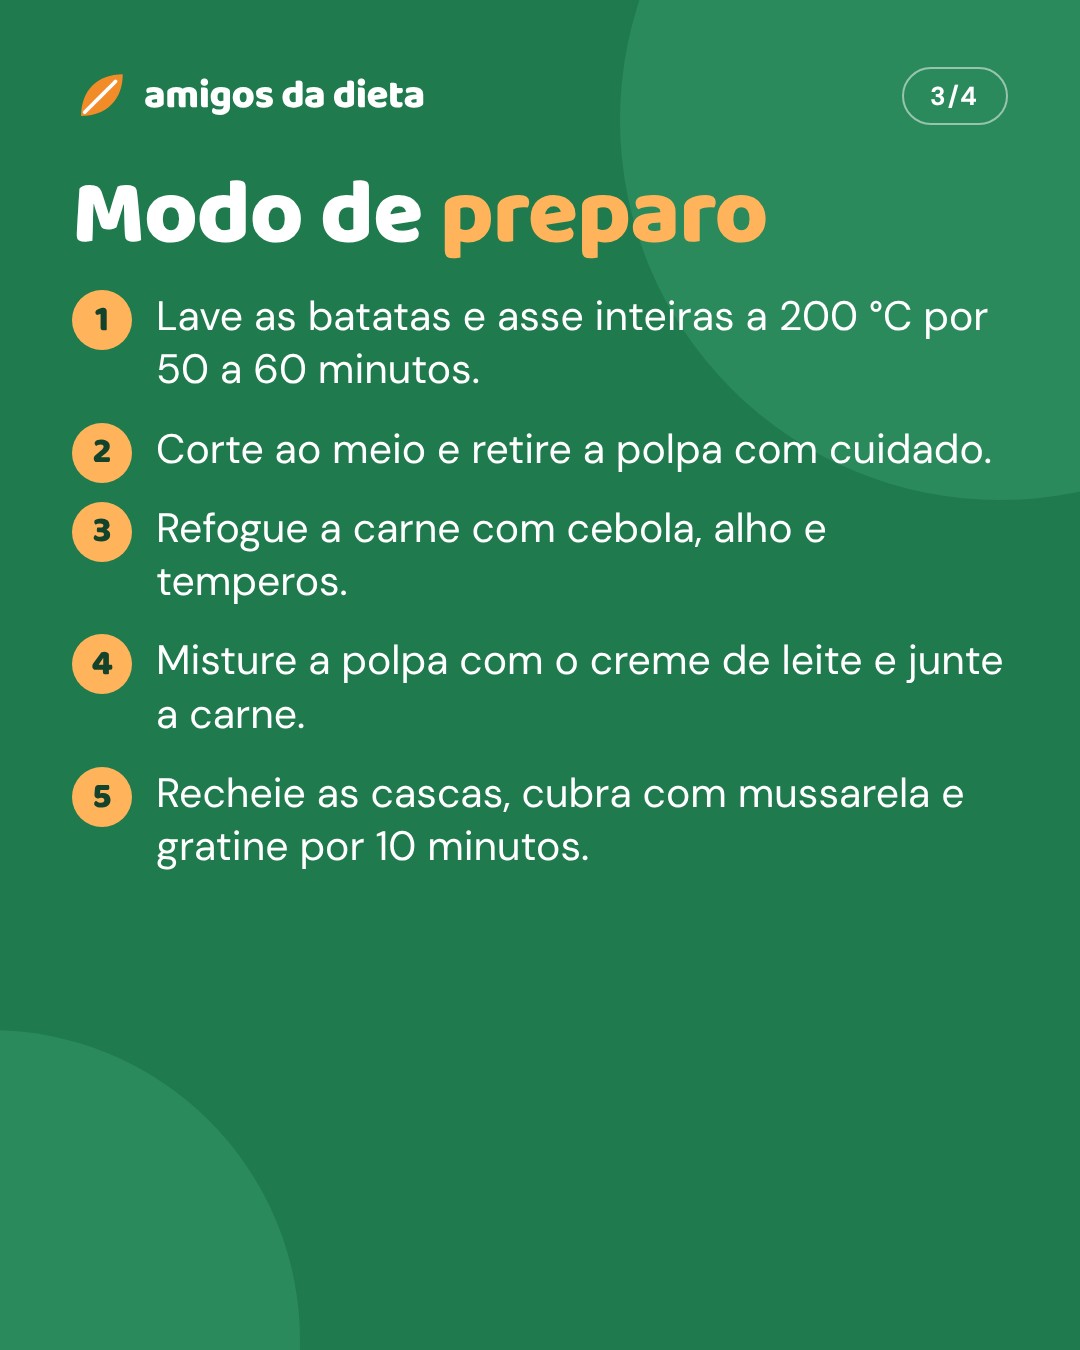 amigos da dieta
3/4
Modo de preparo
1 Lave as batatas e asse inteiras a 200 °C por
50 a 60 minutos.
2 Corte ao meio e retire a polpa com cuidado.
3 Refogue a carne com cebola, alho e
temperos.
4 Misture a polpa com o creme de leite e junte
a carne.
5 Recheie as cascas, cubra com mussarela e
gratine por 10 minutos.